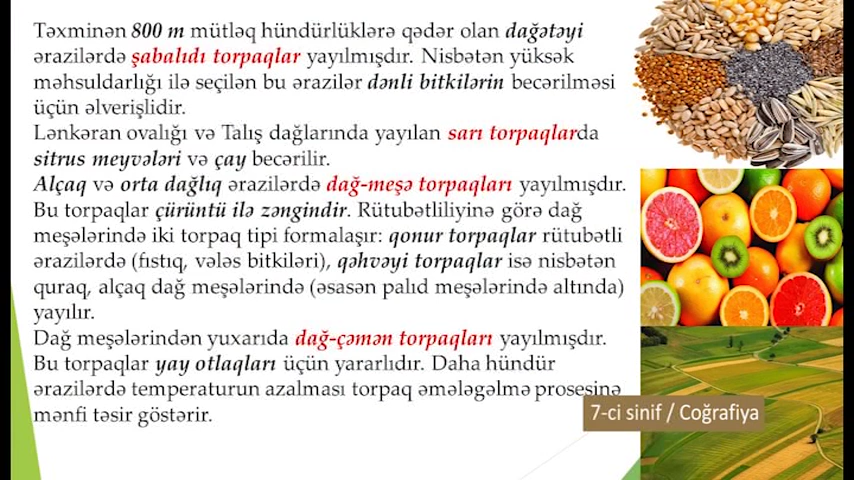 Təxminən 800 m mütləq hündürlüklərə qədər olan dağətəyi
ərazilərdə şabalıdı torpaqlar yayılmışdır. Nisbətən yüksək
məhsuldarlığı ilə seçilən bu ərazilər dənli bitkilərin becərilməsi
üçün əlverişlidir.
Lənkəran ovalığı və Talış dağlarında yayılan sarı torpaqlarda
sitrus meyvələri və çay becərilir.
Alçaq və orta dağlıq ərazilərdə dağ-meşə torpaqları yayılmışdır.
Bu torpaqlar çürüntü ilə zəngindir. Rütubətliliyinə görə dağ
meşələrində iki torpaq tipi formalaşır: qonur torpaqlar rütubətli
ərazilərdə (fıstıq, vələs bitkiləri), qəhvəyi torpaqlar isə nisbətən
quraq, alçaq dağ meşələrində (əsasən palıd meşələrində altında)
yayılır.
Dağ meşələrindən yuxarıda dağ-çəmən torpaqları yayılmışdır.
Bu torpaqlar yay otlaqları üçün yararlıdır. Daha hündür
ərazilərdə temperaturun azalması torpaq əmələgəlmə prosesinə
mənfi təsir göstərir.
7-ci sinif / Coğrafiya